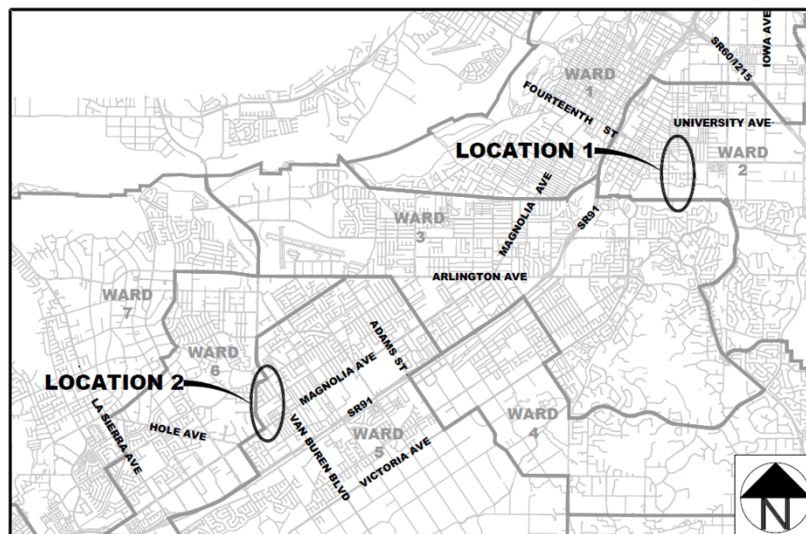 IOWA AVE
SR60/I215
WARD
1
FOURTEENTH ST
UNIVERSITY AVE
LOCATION 1
WARD
2
MAGNOLIA AVE
WARD
3
SR91
ARLINGTON AVE
WARD
7
ADAMS ST
WARD
6
MAGNOLIA AVE
LOCATION 2
SR91
LA SIERRA AVE
HOLE AVE
VAN BUREN BLVD
WARD
5
VICTORIA AVE
WARD
4
N